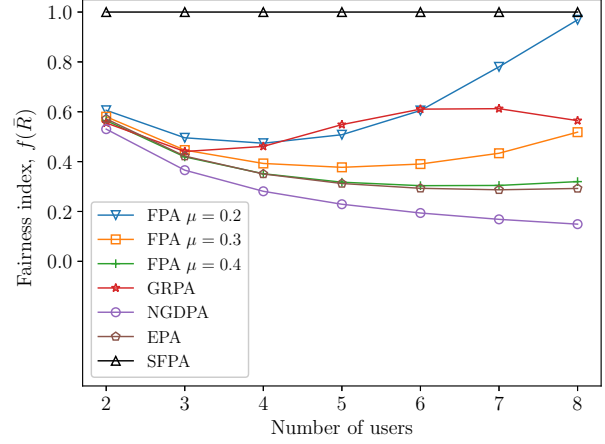 1.0
0.8
0.6
0.4
0.2
0.0
Fairness index, f(R̄)
FPA μ = 0.2
FPA μ = 0.3
FPA μ = 0.4
GRPA
NGDPA
EPA
SFPA
2 3 4 5 6 7 8
Number of users